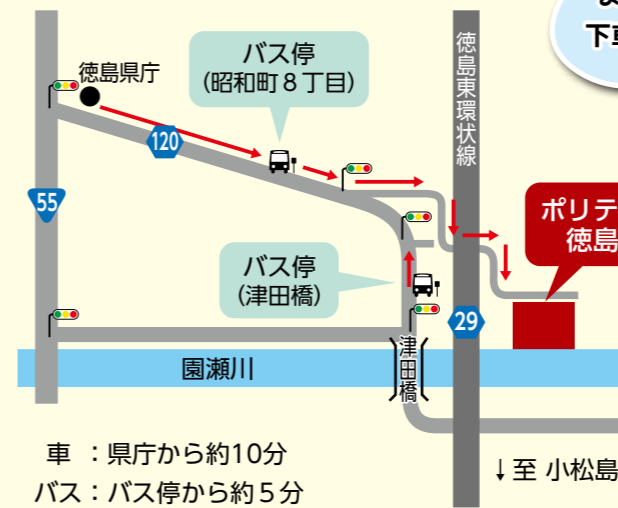 下車
徳島県庁
バス停
(昭和町8丁目)
徳島東環状線
120
55
ポリテ
徳島
バス停
(津田橋)
29
津田橋
園瀬川
車 :県庁から約10分
バス:バス停から約5分
↓至 小松島